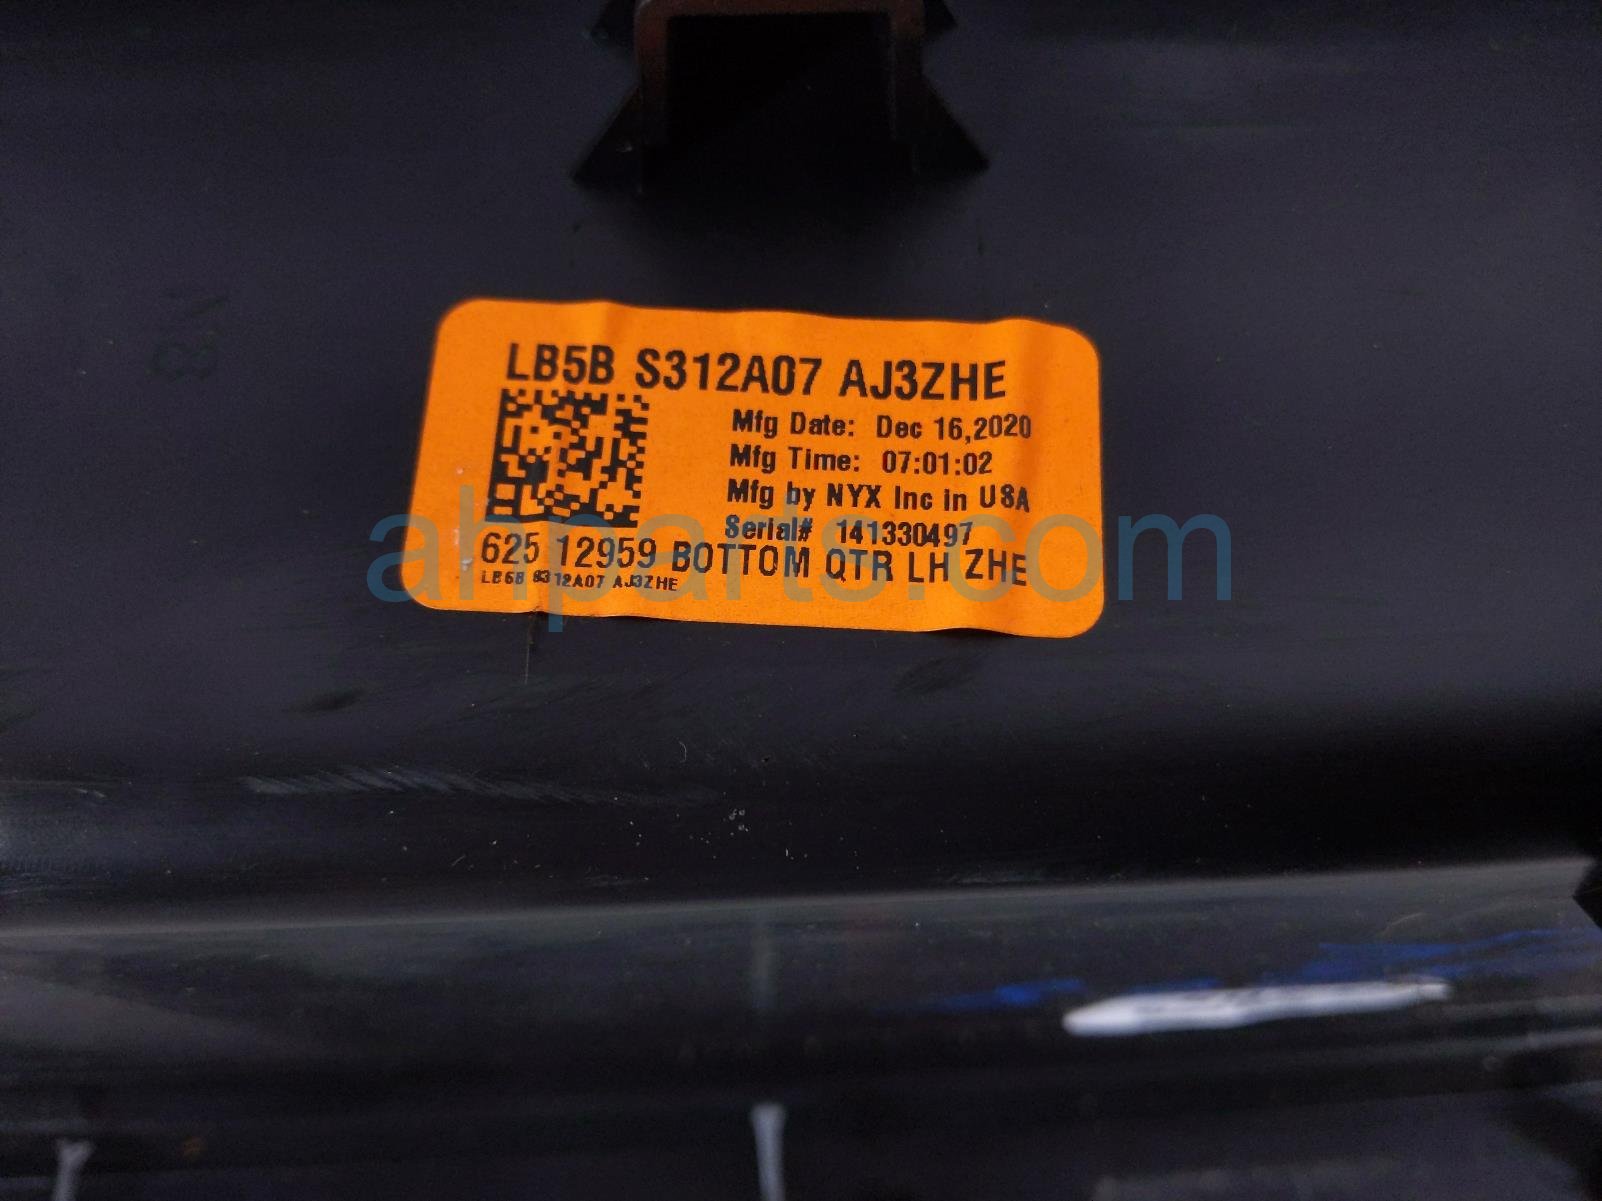 LB5B S312A07 AJ3ZHE
Mfg Date: Dec 16,2020
Mfg Time: 07:01:02
Mfg by NYX Inc in USA
Serial# 141330497
625 12959 BOTTOM QTR LH ZHE
LB5B S312A07 AJ3ZHE
ahparts.com